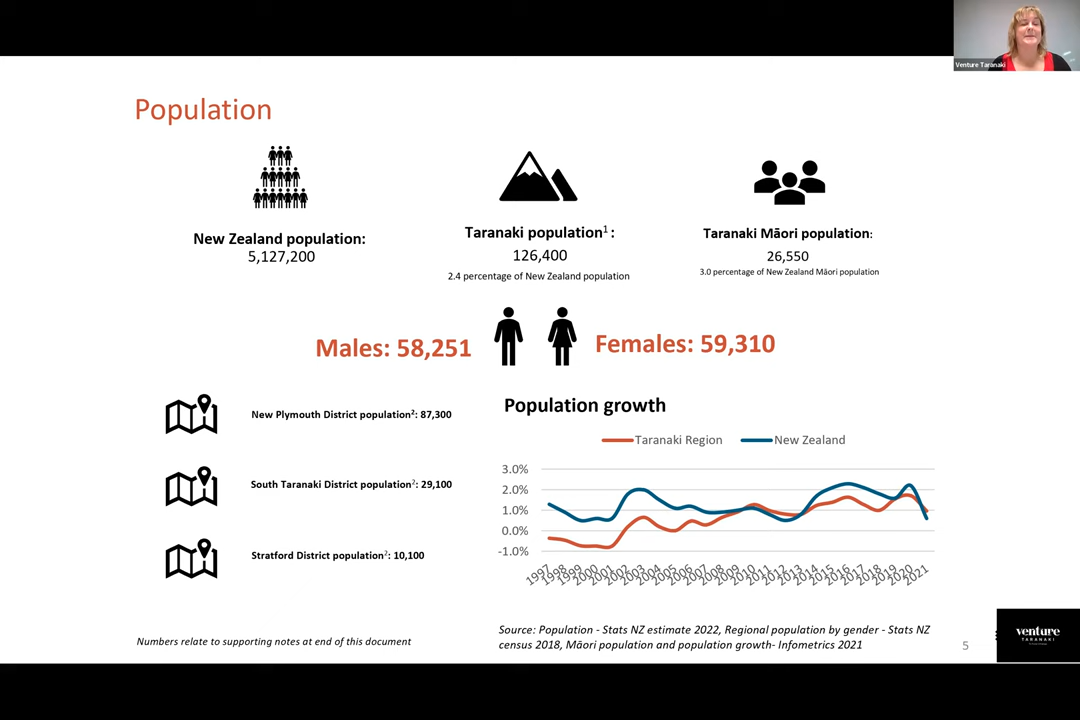 Venture Taranaki
Population
New Zealand population:
5,127,200
Taranaki population¹ :
126,400
2.4 percentage of New Zealand population
Taranaki Māori population:
26,550
3.0 percentage of New Zealand Māori population
Males: 58,251
Females: 59,310
New Plymouth District population²: 87,300
South Taranaki District population²: 29,100
Stratford District population²: 10,100
Population growth
Taranaki Region
New Zealand
3.0%
2.0%
1.0%
0.0%
-1.0%
1997 1998 1999 2000 2001 2002 2003 2004 2005 2006 2007 2008 2009 2010 2011 2012 2013 2014 2015 2016 2017 2018 2019 2020 2021
Source: Population - Stats NZ estimate 2022, Regional population by gender - Stats NZ
census 2018, Māori population and population growth- Infometrics 2021
Numbers relate to supporting notes at end of this document
5
venture
TARANAKI